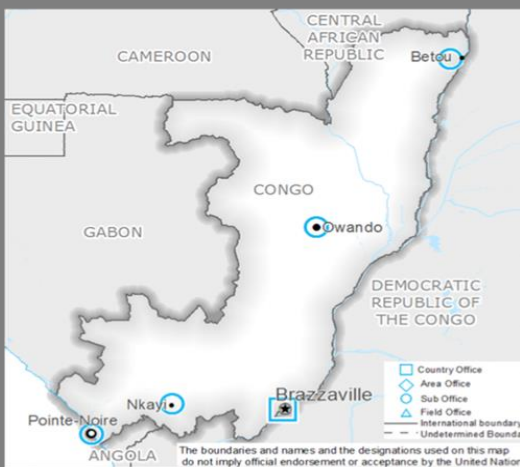 CENTRAL
AFRICAN
REPUBLIC
CAMEROON
Betou
EQUATORIAL
GUINEA
CONGO
GABON
Owando
DEMOCRATIC
REPUBLIC OF
THE CONGO
Country Office
Area Office
Sub Office
Field Office
International boundary
Undetermined Bounda
Brazzaville
Nkayi
Pointe-Noire
ANGOLA
The boundaries and names and the designations used on this map
do not imply official endorsement or acceptance by the United Nation